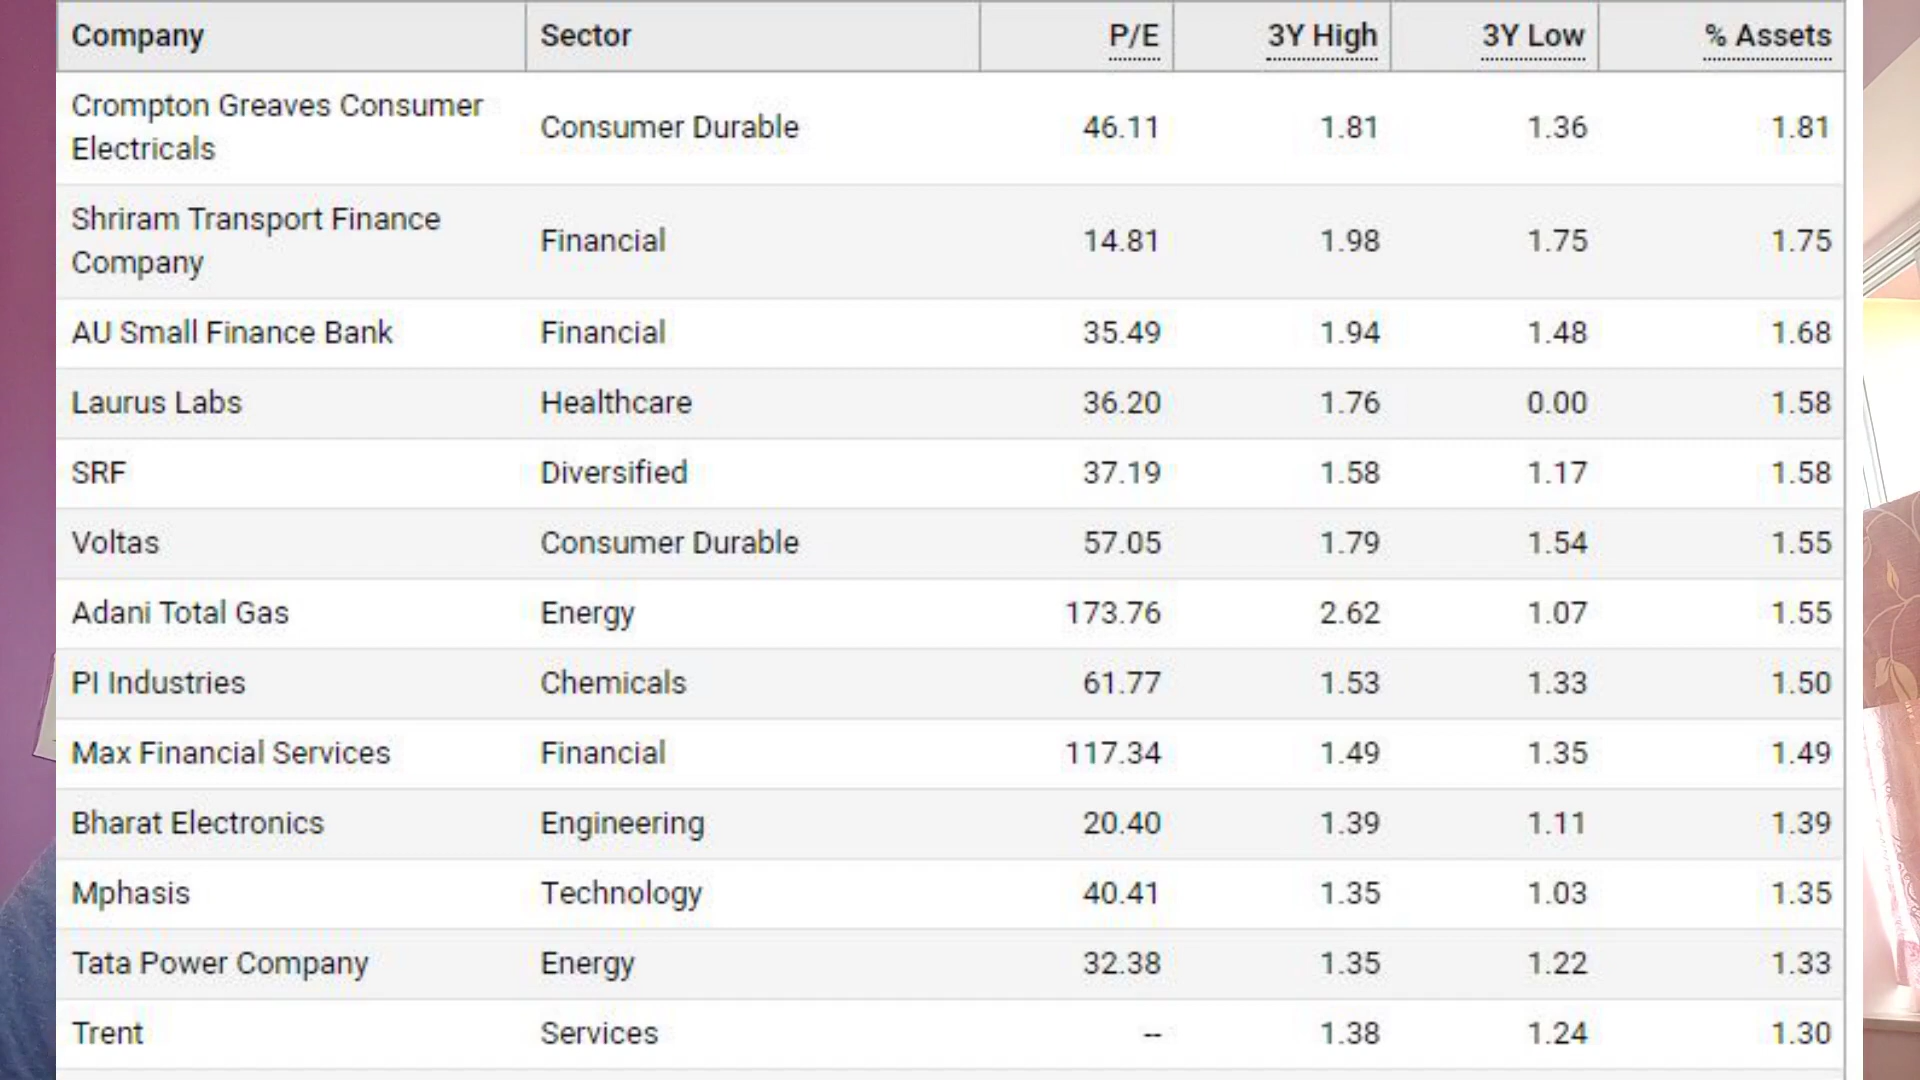 Company Sector P/E 3Y High 3Y Low % Assets
Crompton Greaves Consumer
Electricals Consumer Durable 46.11 1.81 1.36 1.81
Shriram Transport Finance
Company Financial 14.81 1.98 1.75 1.75
AU Small Finance Bank Financial 35.49 1.94 1.48 1.68
Laurus Labs Healthcare 36.20 1.76 0.00 1.58
SRF Diversified 37.19 1.58 1.17 1.58
Voltas Consumer Durable 57.05 1.79 1.54 1.55
Adani Total Gas Energy 173.76 2.62 1.07 1.55
PI Industries Chemicals 61.77 1.53 1.33 1.50
Max Financial Services Financial 117.34 1.49 1.35 1.49
Bharat Electronics Engineering 20.40 1.39 1.11 1.39
Mphasis Technology 40.41 1.35 1.03 1.35
Tata Power Company Energy 32.38 1.35 1.22 1.33
Trent Services -- 1.38 1.24 1.30